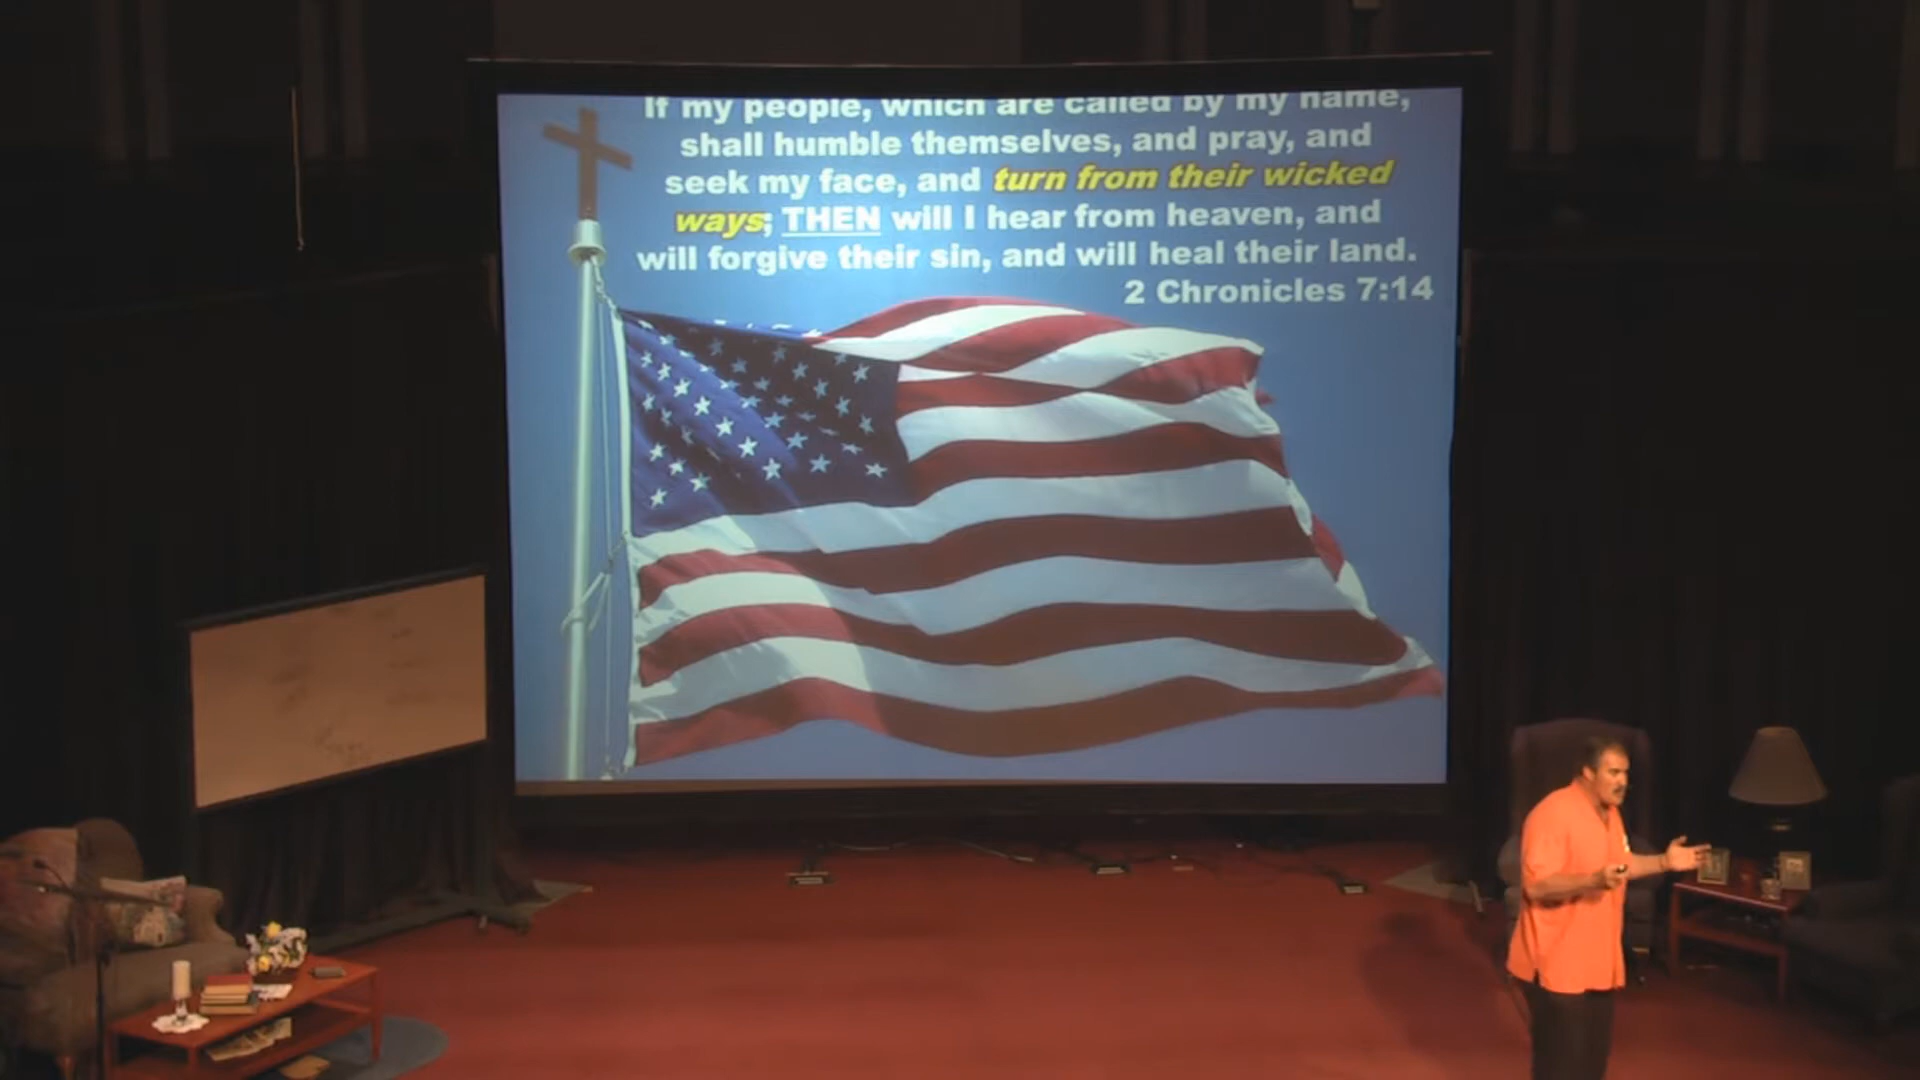 If my people, which are called by my name,
shall humble themselves, and pray, and
seek my face, and turn from their wicked
ways; THEN will I hear from heaven, and
will forgive their sin, and will heal their land.
2 Chronicles 7:14